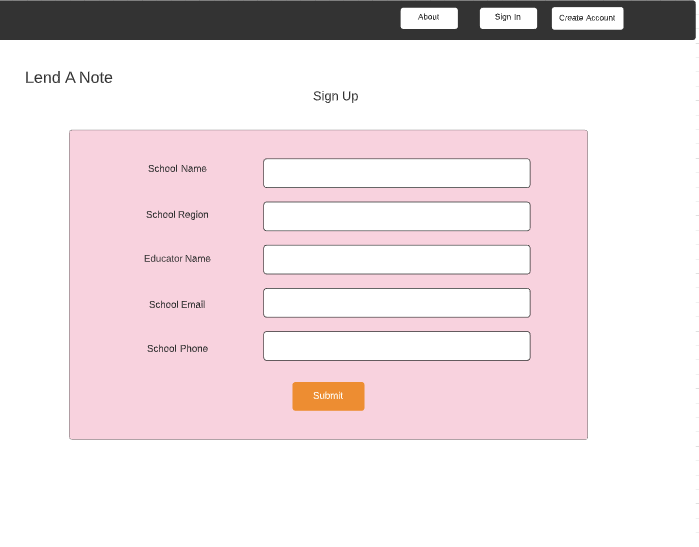 About
Sign In
Create Account
Lend A Note
Sign Up
School Name
School Region
Educator Name
School Email
School Phone
Submit